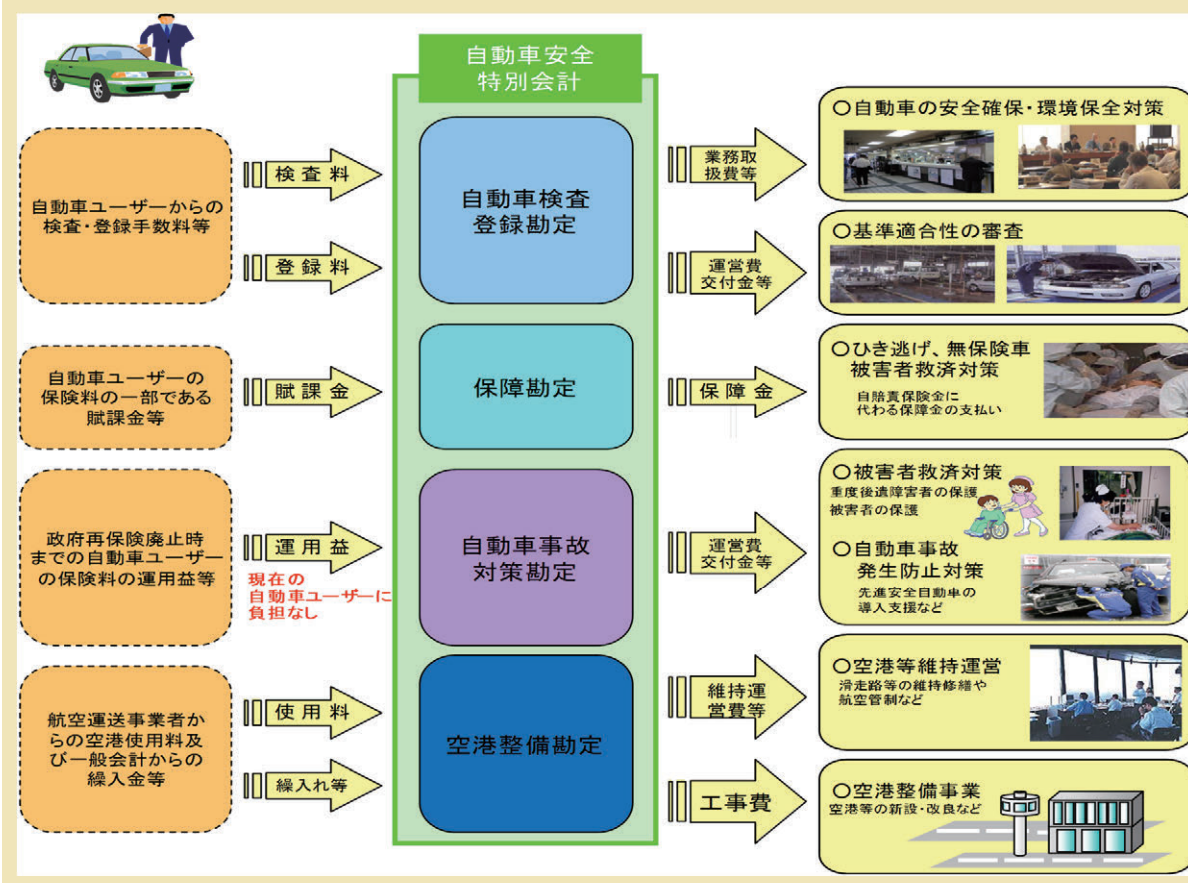 自動車安全
特別会計
自動車ユーザーからの
検査・登録手数料等
検査料
登録料
自動車検査
登録勘定
業務取
扱費等
運営費
交付金等
○自動車の安全確保・環境保全対策
○基準適合性の審査
自動車ユーザーの
保険料の一部である
賦課金等
賦課金
保障勘定
保障金
○ひき逃げ、無保険車
被害者救済対策
自賠責保険金に
代わる保障金の支払い
政府再保険廃止時
までの自動車ユーザー
の保険料の運用益等
運用益
現在の
自動車ユーザーに
負担なし
自動車事故
対策勘定
運営費
交付金等
○被害者救済対策
重度後遺障害者の保護
被害者の保護
○自動車事故
発生防止対策
先進安全自動車の
導入支援など
航空運送事業者か
らの空港使用料及
び一般会計からの
繰入金等
使用料
繰入れ等
空港整備勘定
維持運
営費等
工事費
○空港等維持運営
滑走路等の維持修繕や
航空管制など
○空港整備事業
空港等の新設・改良など